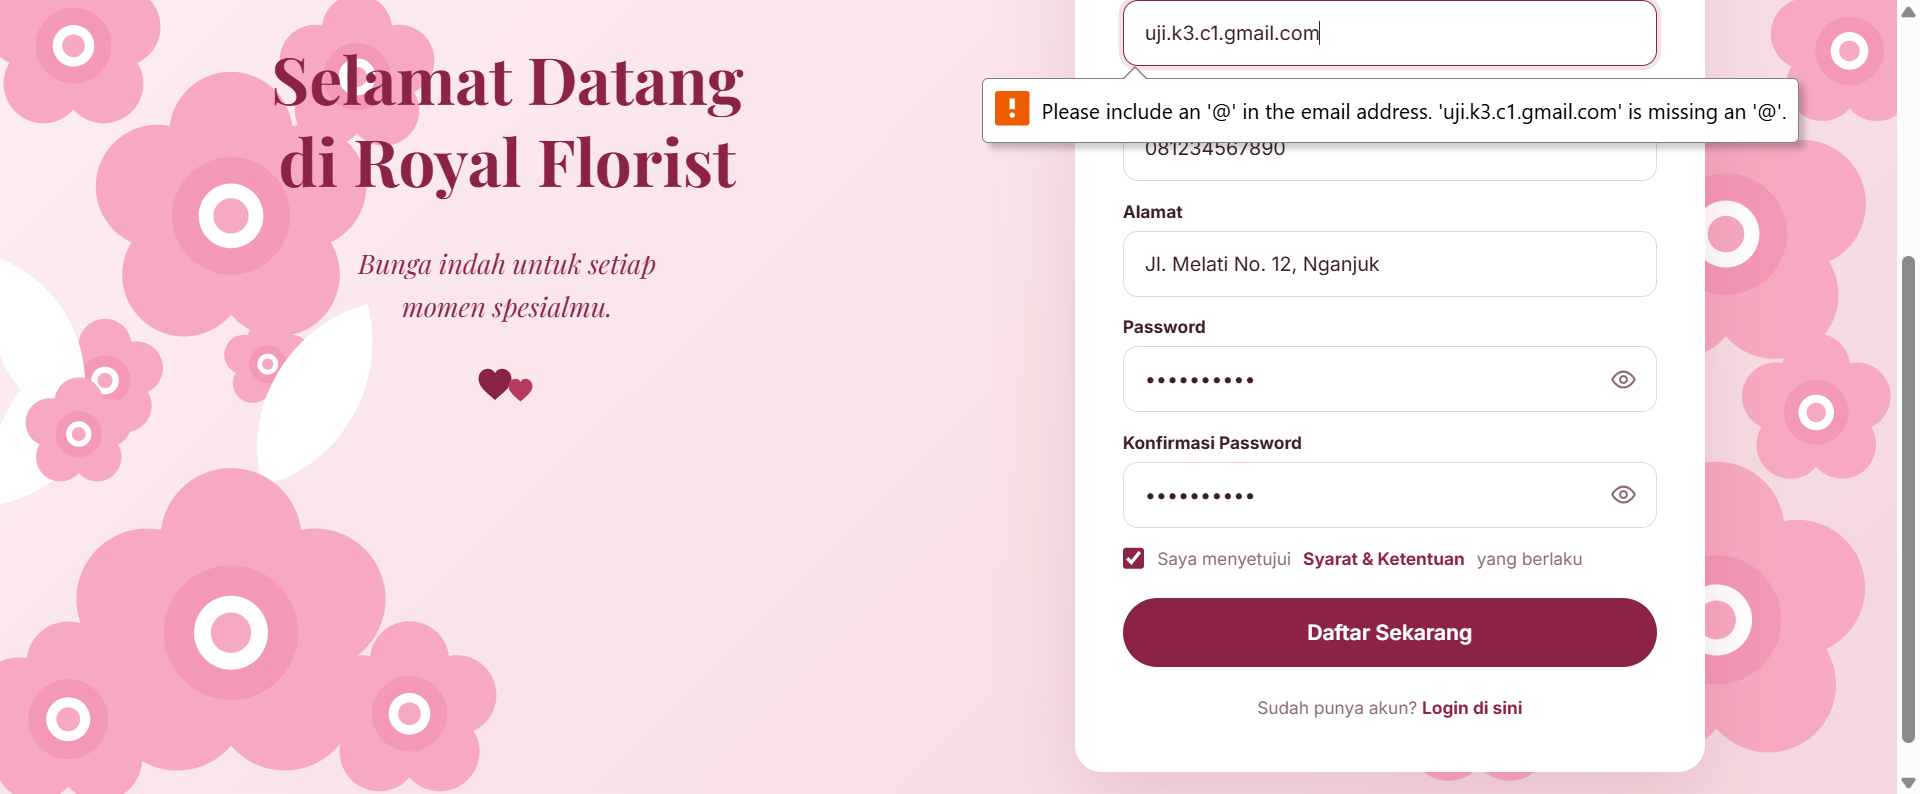 Selamat Datang
di Royal Florist
Bunga indah untuk setiap
momen spesialmu.
uji.k3.c1.gmail.com
Please include an '@' in the email address. 'uji.k3.c1.gmail.com' is missing an '@'.
081234567890
Alamat
Jl. Melati No. 12, Nganjuk
Password
••••••••••
Konfirmasi Password
••••••••••
Saya menyetujui Syarat & Ketentuan yang berlaku
Daftar Sekarang
Sudah punya akun? Login di sini